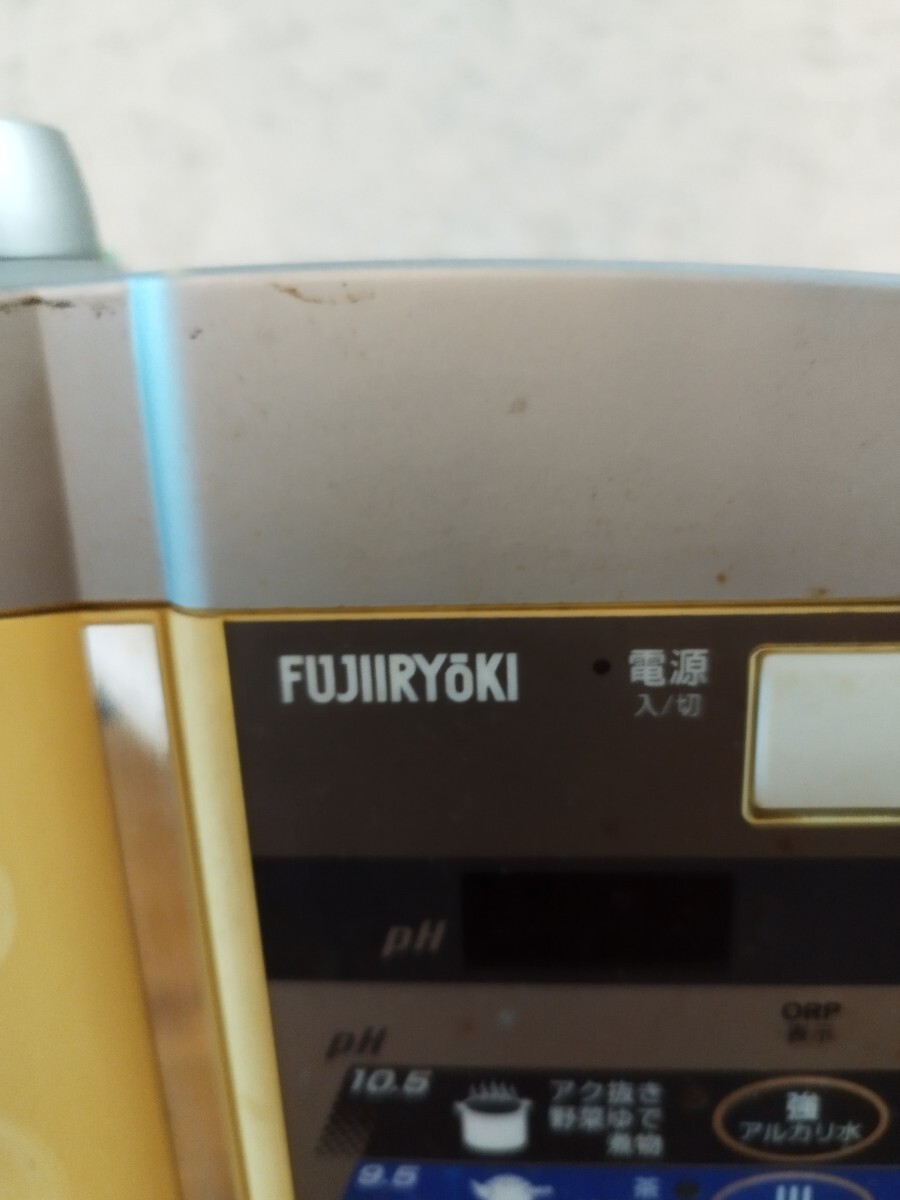 FUJIIRYōKI
電源
入/切
pH
ORP
表示
pH
10.5
アク抜き
野菜ゆで
煮物
強
アルカリ水
9.5
茶